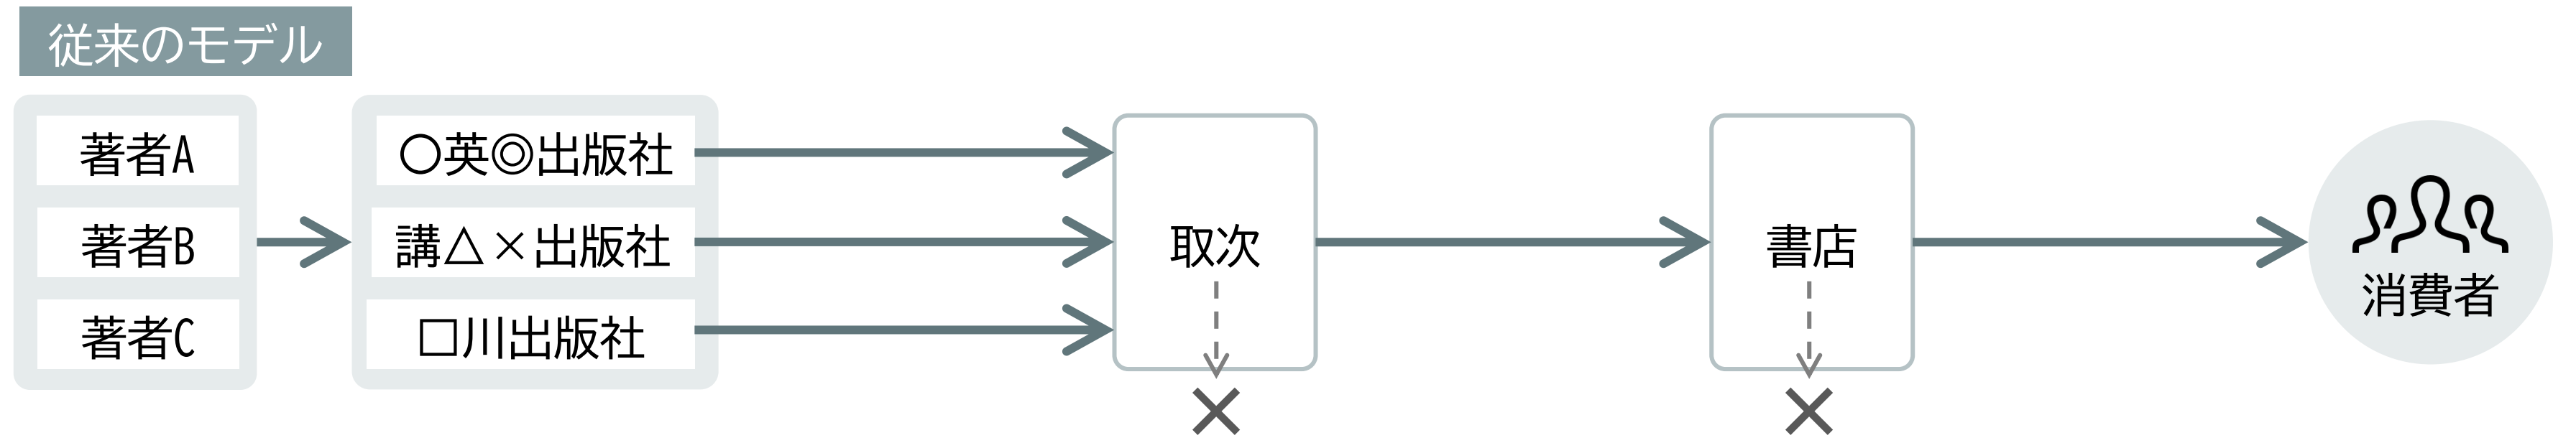 従来のモデル
著者A
著者B
著者C
○英◎出版社
講△×出版社
□川出版社
取次
×
書店
×
消費者